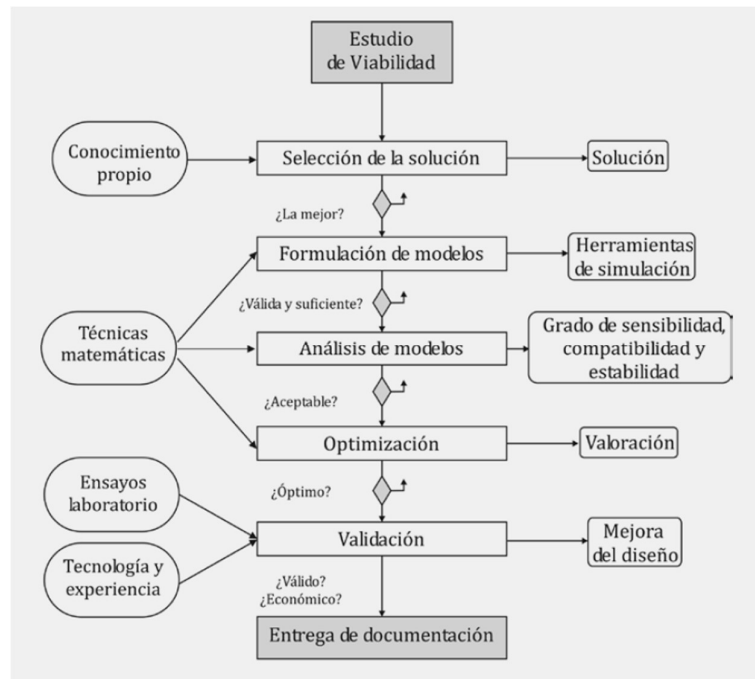 Estudio
de Viabilidad
Conocimiento
propio
Selección de la solución
Solución
¿La mejor?
Formulación de modelos
Herramientas
de simulación
¿Válida y suficiente?
Técnicas
matemáticas
Análisis de modelos
Grado de sensibilidad,
compatibilidad y
estabilidad
¿Aceptable?
Optimización
Valoración
Ensayos
laboratorio
¿Óptimo?
Validación
Mejora
del diseño
Tecnología y
experiencia
¿Válido?
¿Económico?
Entrega de documentación